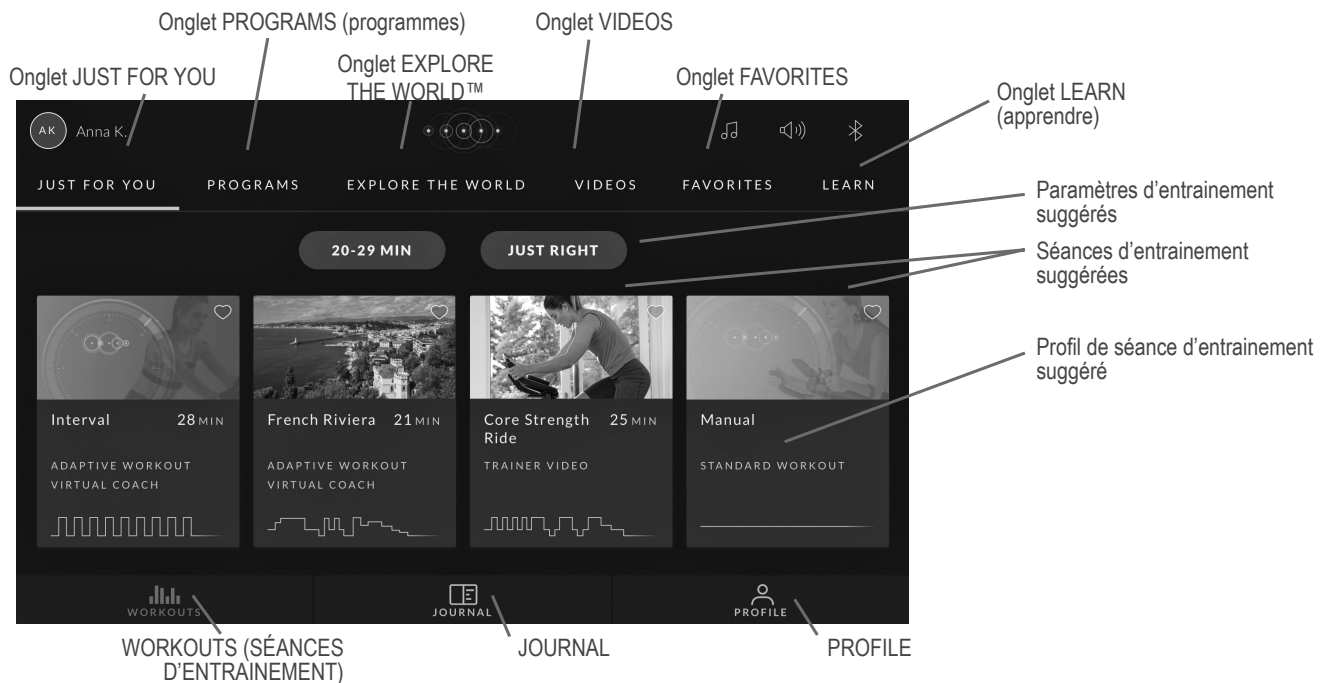 Onglet PROGRAMS (programmes)
Onglet VIDEOS
Onglet JUST FOR YOU
Onglet EXPLORE
THE WORLD™
Onglet FAVORITES
Onglet LEARN
(apprendre)
AK
Anna K.
JUST FOR YOU
PROGRAMS
EXPLORE THE WORLD
VIDEOS
FAVORITES
LEARN
Paramètres d’entrainement
suggérés
20-29 MIN
JUST RIGHT
Séances d’entrainement
suggérées
Profil de séance d’entrainement
suggéré
Interval 28 MIN
ADAPTIVE WORKOUT
VIRTUAL COACH
French Riviera 21 MIN
ADAPTIVE WORKOUT
VIRTUAL COACH
Core Strength 25 MIN
Ride
TRAINER VIDEO
Manual
STANDARD WORKOUT
WORKOUTS
JOURNAL
PROFILE
WORKOUTS (SÉANCES
D’ENTRAINEMENT)
JOURNAL
PROFILE